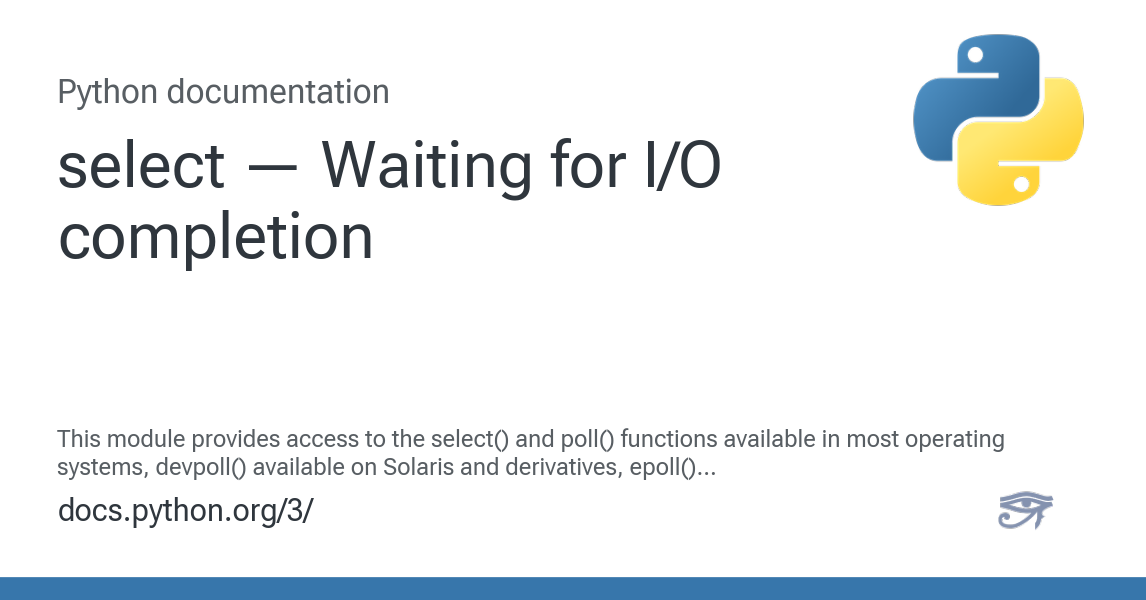 Python documentation
select — Waiting for I/O
completion
This module provides access to the select() and poll() functions available in most operating
systems, devpoll() available on Solaris and derivatives, epoll()...
docs.python.org/3/